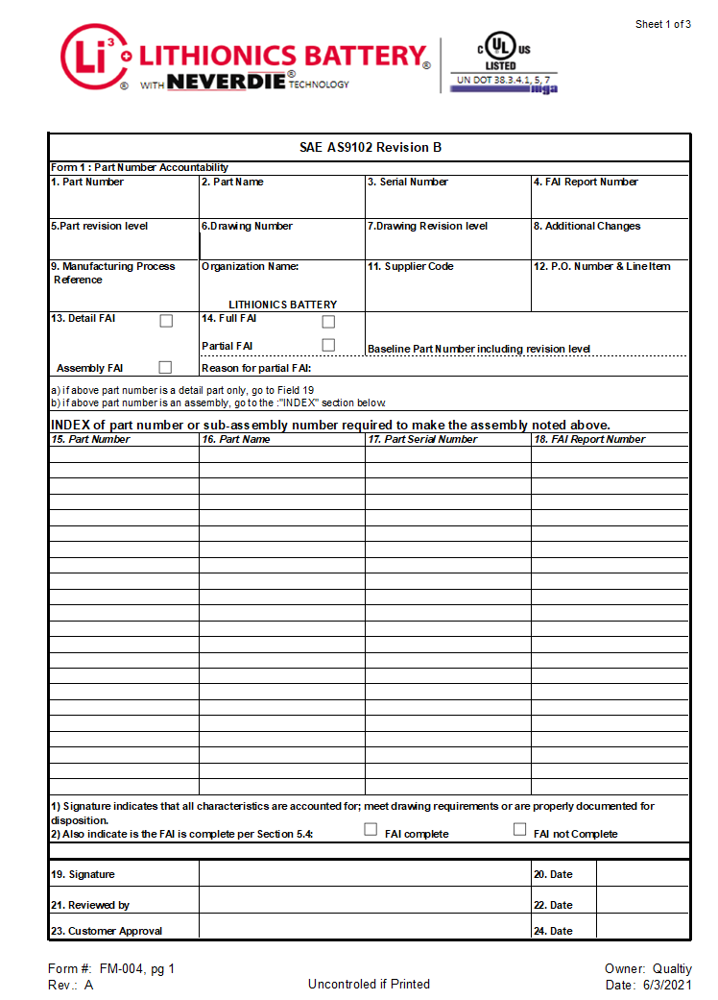 Sheet 1 of 3
Li3+ ® LITHIONICS BATTERY®
WITH NEVERDIE® TECHNOLOGY
c UL US
LISTED
UN DOT 38.3.4.1, 5, 7
mga
SAE AS9102 Revision B
Form 1 : Part Number Accountability
1. Part Number 2. Part Name 3. Serial Number 4. FAI Report Number
5.Part revision level 6.Drawing Number 7.Drawing Revision level 8. Additional Changes
9. Manufacturing Process Organization Name: 11. Supplier Code 12. P.O. Number & Line Item
Reference
LITHIONICS BATTERY
13. Detail FAI 14. Full FAI
Partial FAI Baseline Part Number including revision level
Assembly FAI Reason for partial FAI:
a) if above part number is a detail part only, go to Field 19
b) if above part number is an assembly, go to the :"INDEX" section below.
INDEX of part number or sub-assembly number required to make the assembly noted above.
15. Part Number 16. Part Name 17. Part Serial Number 18. FAI Report Number
1) Signature indicates that all characteristics are accounted for; meet drawing requirements or are properly documented for
disposition.
2) Also indicate is the FAI is complete per Section 5.4: FAI complete FAI not Complete
19. Signature 20. Date
21. Reviewed by 22. Date
23. Customer Approval 24. Date
Form #: FM-004, pg 1 Owner: Qualtiy
Rev.: A Uncontroled if Printed Date: 6/3/2021